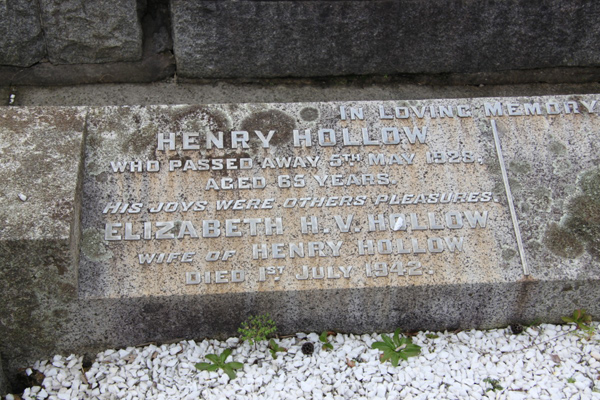 IN LOVING MEMORY
HENRY HOLLOW
WHO PASSED AWAY 5TH MAY 1928.
AGED 65 YEARS.
HIS JOYS WERE OTHERS PLEASURES.
ELIZABETH H.V. HOLLOW
WIFE OF HENRY HOLLOW
DIED 1ST JULY 1942.